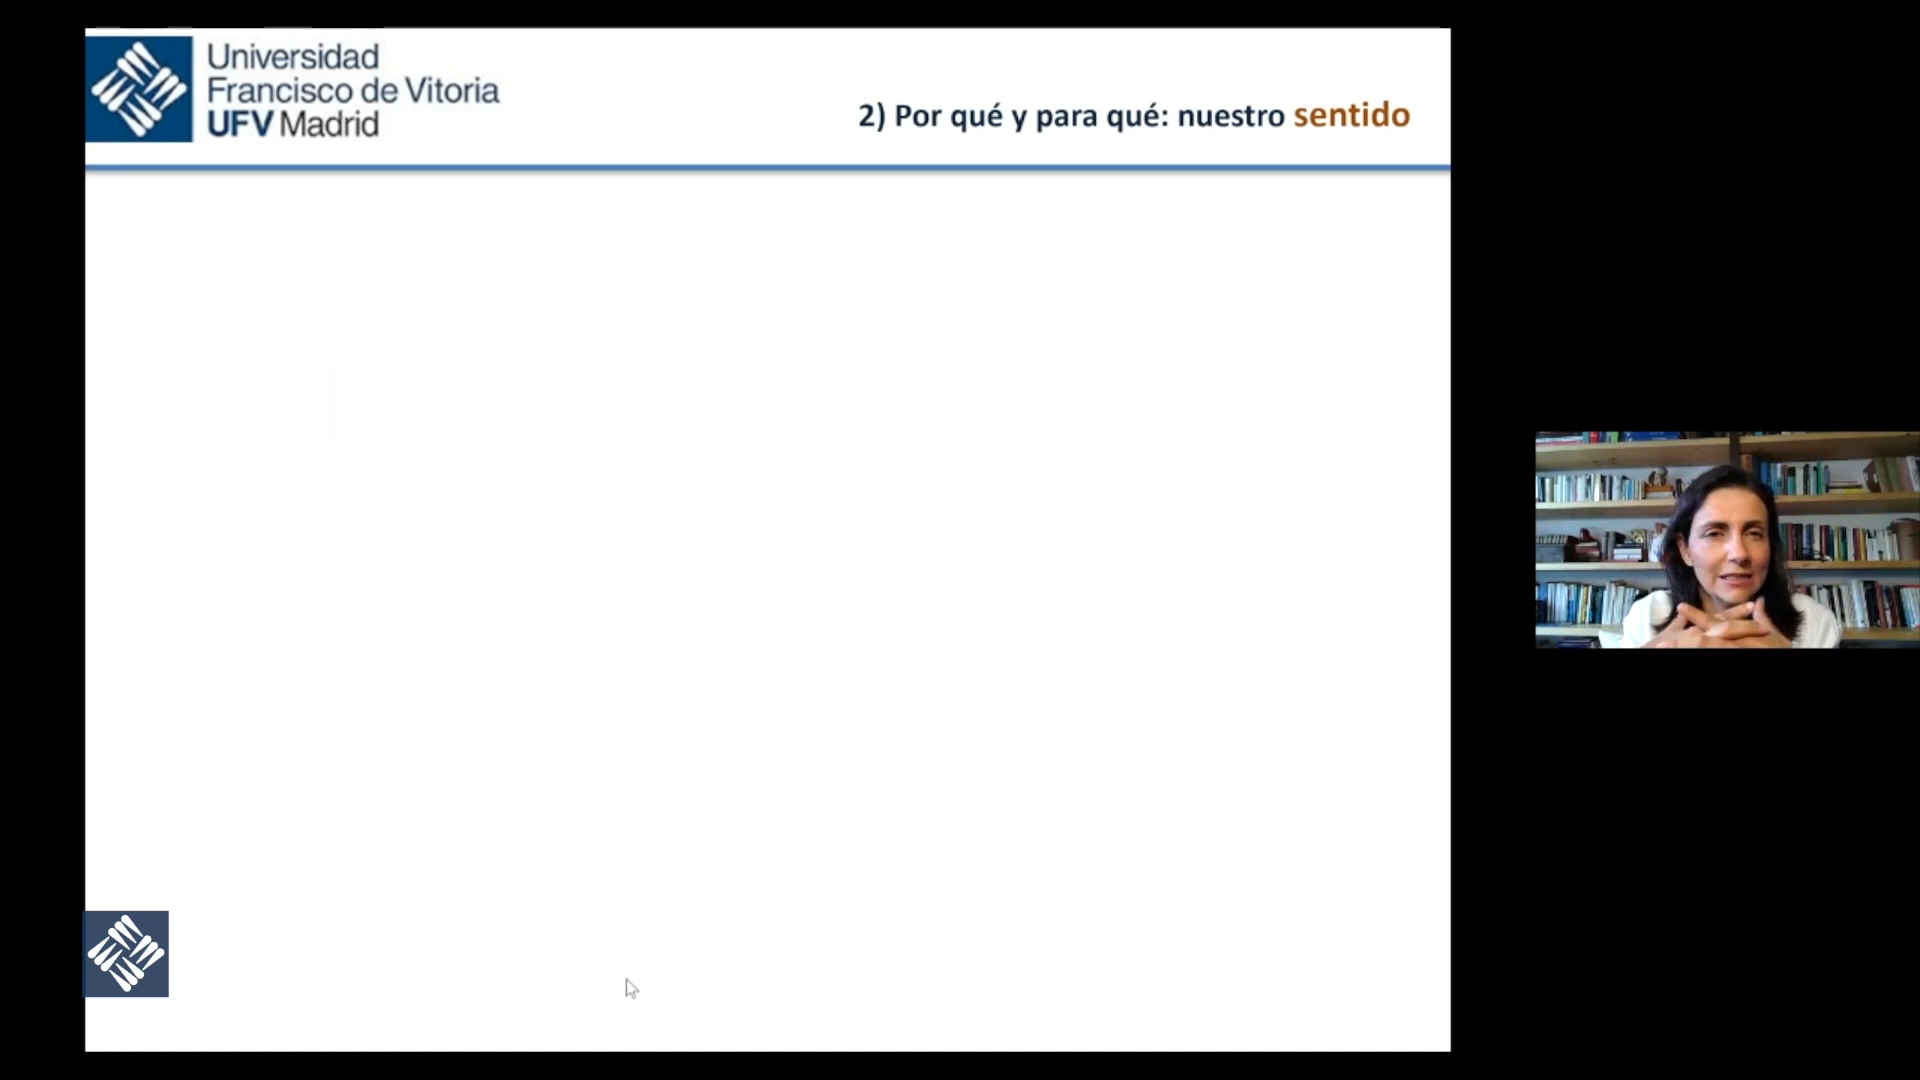 Universidad
Francisco de Vitoria
UFV Madrid
2) Por qué y para qué: nuestro sentido